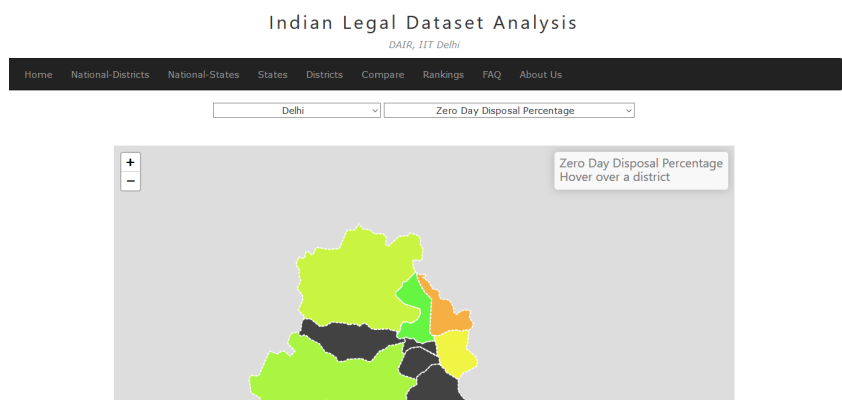 Indian Legal Dataset Analysis
DAIR, IIT Delhi
Home National-Districts National-States States Districts Compare Rankings FAQ About Us
Delhi Zero Day Disposal Percentage
+
−
Zero Day Disposal Percentage
Hover over a district